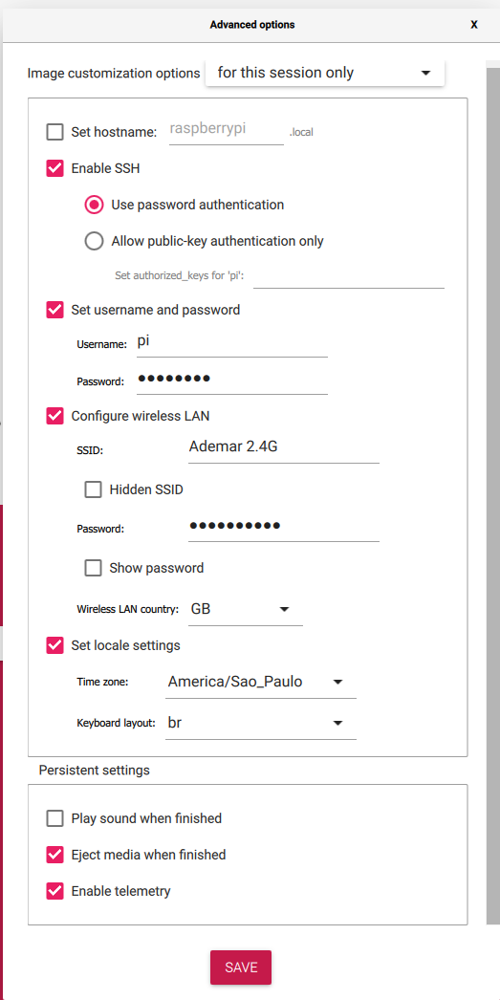 Advanced options X
Image customization options for this session only
Set hostname: raspberrypi .local
Enable SSH
Use password authentication
Allow public-key authentication only
Set authorized_keys for 'pi':
Set username and password
Username: pi
Password: ●●●●●●●●
Configure wireless LAN
SSID: Ademar 2.4G
Hidden SSID
Password: ●●●●●●●●●●
Show password
Wireless LAN country: GB
Set locale settings
Time zone: America/Sao_Paulo
Keyboard layout: br
Persistent settings
Play sound when finished
Eject media when finished
Enable telemetry
SAVE